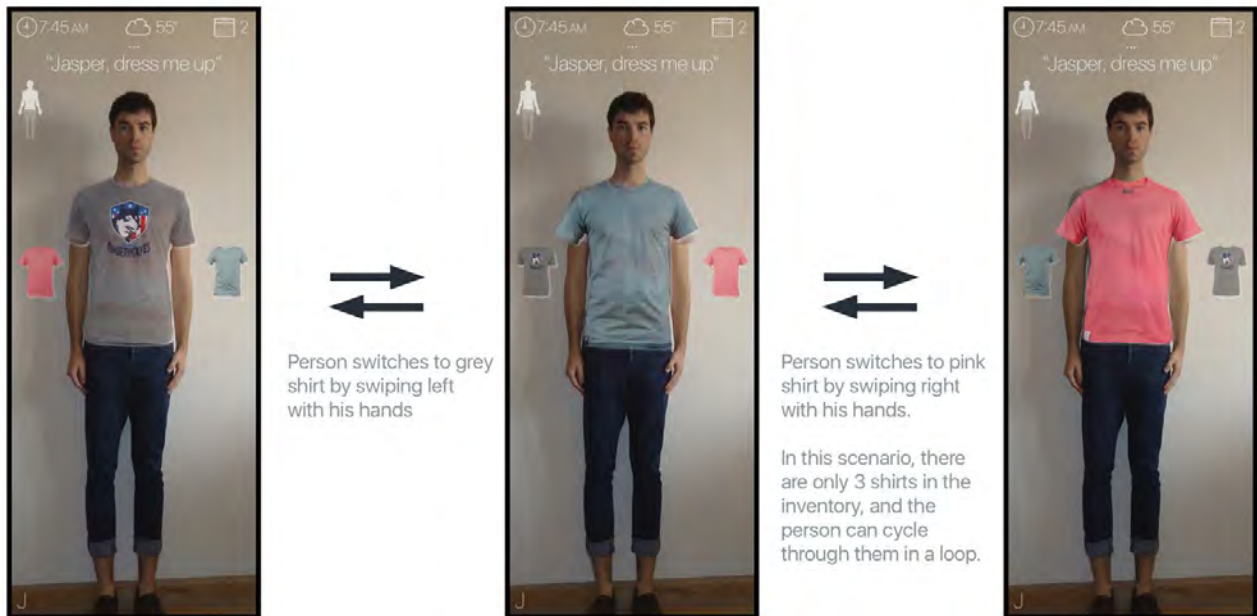 7:45 AM 55° 2
...
"Jasper, dress me up"
J
Person switches to grey
shirt by swiping left
with his hands
7:45 AM 55° 2
...
"Jasper, dress me up"
J
Person switches to pink
shirt by swiping right
with his hands.
In this scenario, there
are only 3 shirts in the
inventory, and the
person can cycle
through them in a loop.
7:45 AM 55° 2
...
"Jasper, dress me up"
J